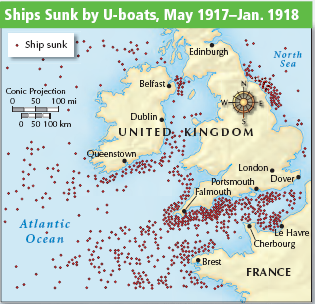 Ships Sunk by U-boats, May 1917–Jan. 1918
Ship sunk
Edinburgh
North
Sea
Belfast
Conic Projection
0 50 100 mi
0 50 100 km
N
W E
S
Dublin
UNITED KINGDOM
Queenstown
London
Portsmouth
Dover
Falmouth
Atlantic
Ocean
Le Havre
Cherbourg
Brest
FRANCE